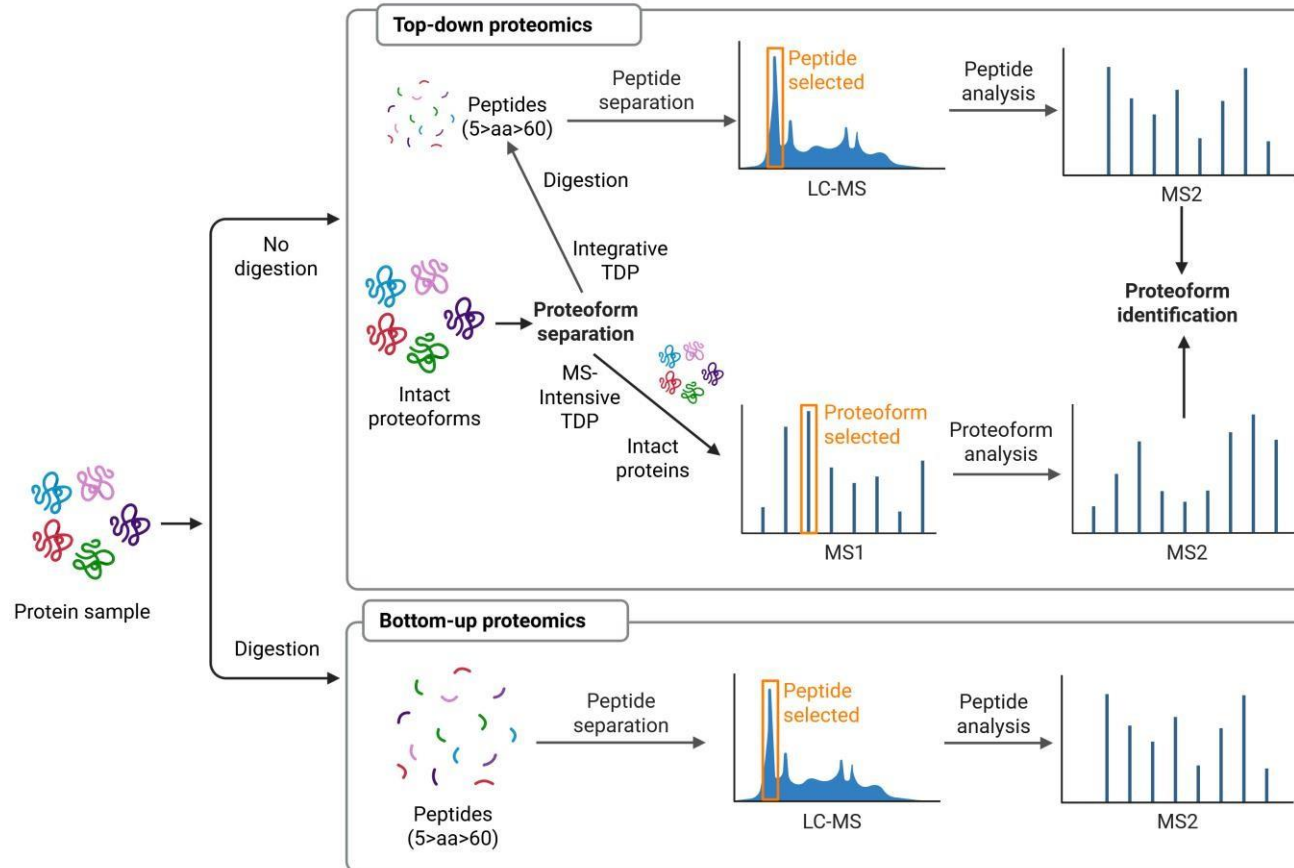 Top-down proteomics
Peptides
(5>aa>60)
Peptide
separation
Peptide
selected
LC-MS
Peptide
analysis
MS2
Digestion
No
digestion
Integrative
TDP
Proteoform
separation
Intact
proteoforms
MS-
Intensive
TDP
Intact
proteins
Proteoform
selected
MS1
Proteoform
analysis
MS2
Proteoform
identification
Protein sample
Digestion
Bottom-up proteomics
Peptides
(5>aa>60)
Peptide
separation
Peptide
selected
LC-MS
Peptide
analysis
MS2